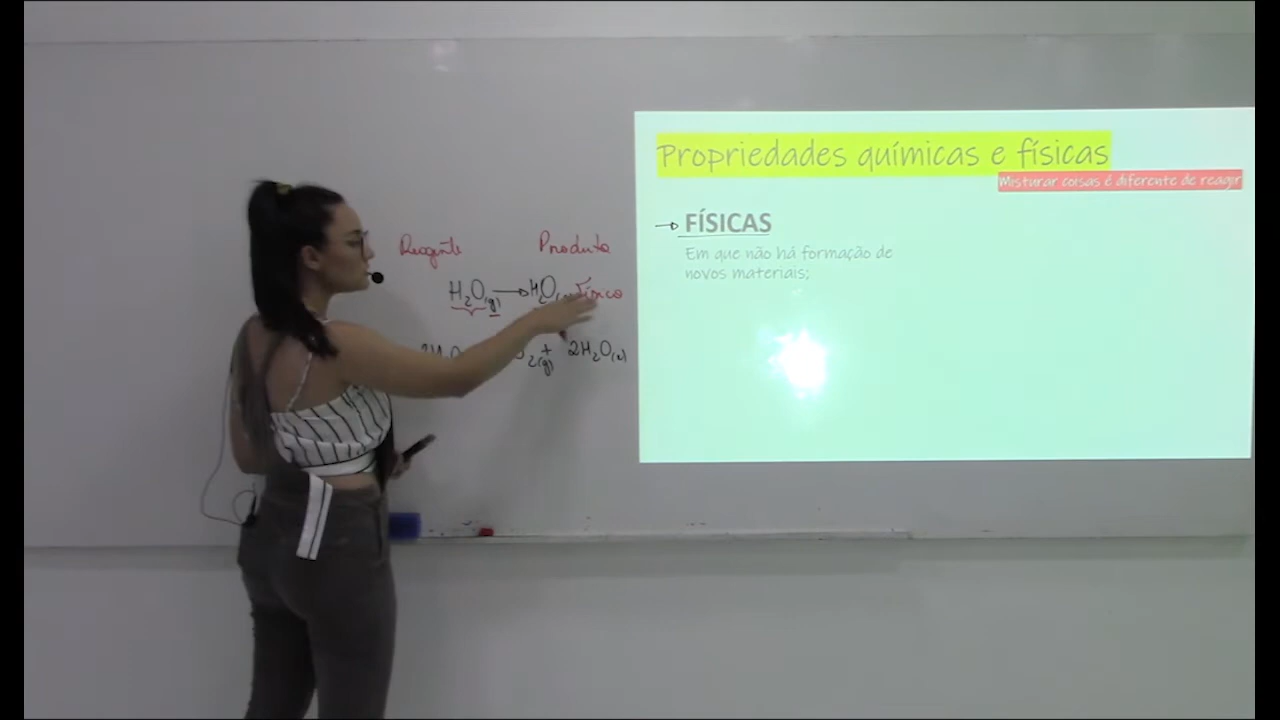 Propriedades químicas e físicas
Misturar coisas é diferente de reagir
→ FÍSICAS
Em que não há formação de
novos materiais;
Reagente Produto
H₂O(g) → H₂O Físico
₂(g) + 2H₂O(l)